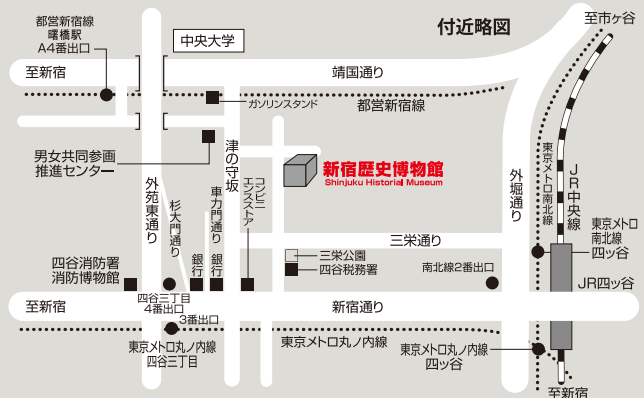 付近略図
至市ヶ谷
都営新宿線
曙橋駅
A4番出口
中央大学
至新宿
靖国通り
ガソリンスタンド
都営新宿線
男女共同参画
推進センター
津の守坂
新宿歴史博物館
Shinjuku Historial Museum
外苑東通り
杉大門通り
車力門通り
コンビニ
エンスストア
外堀通り
東京メトロ南北線
JR中央線
三栄通り
三栄公園
四谷税務署
東京メトロ
南北線
四ッ谷
四谷消防署
消防博物館
銀行
銀行
南北線2番出口
JR四ッ谷
四谷三丁目
4番出口
至新宿
新宿通り
3番出口
東京メトロ丸ノ内線
四谷三丁目
東京メトロ丸ノ内線
東京メトロ丸ノ内線
四ッ谷
至新宿